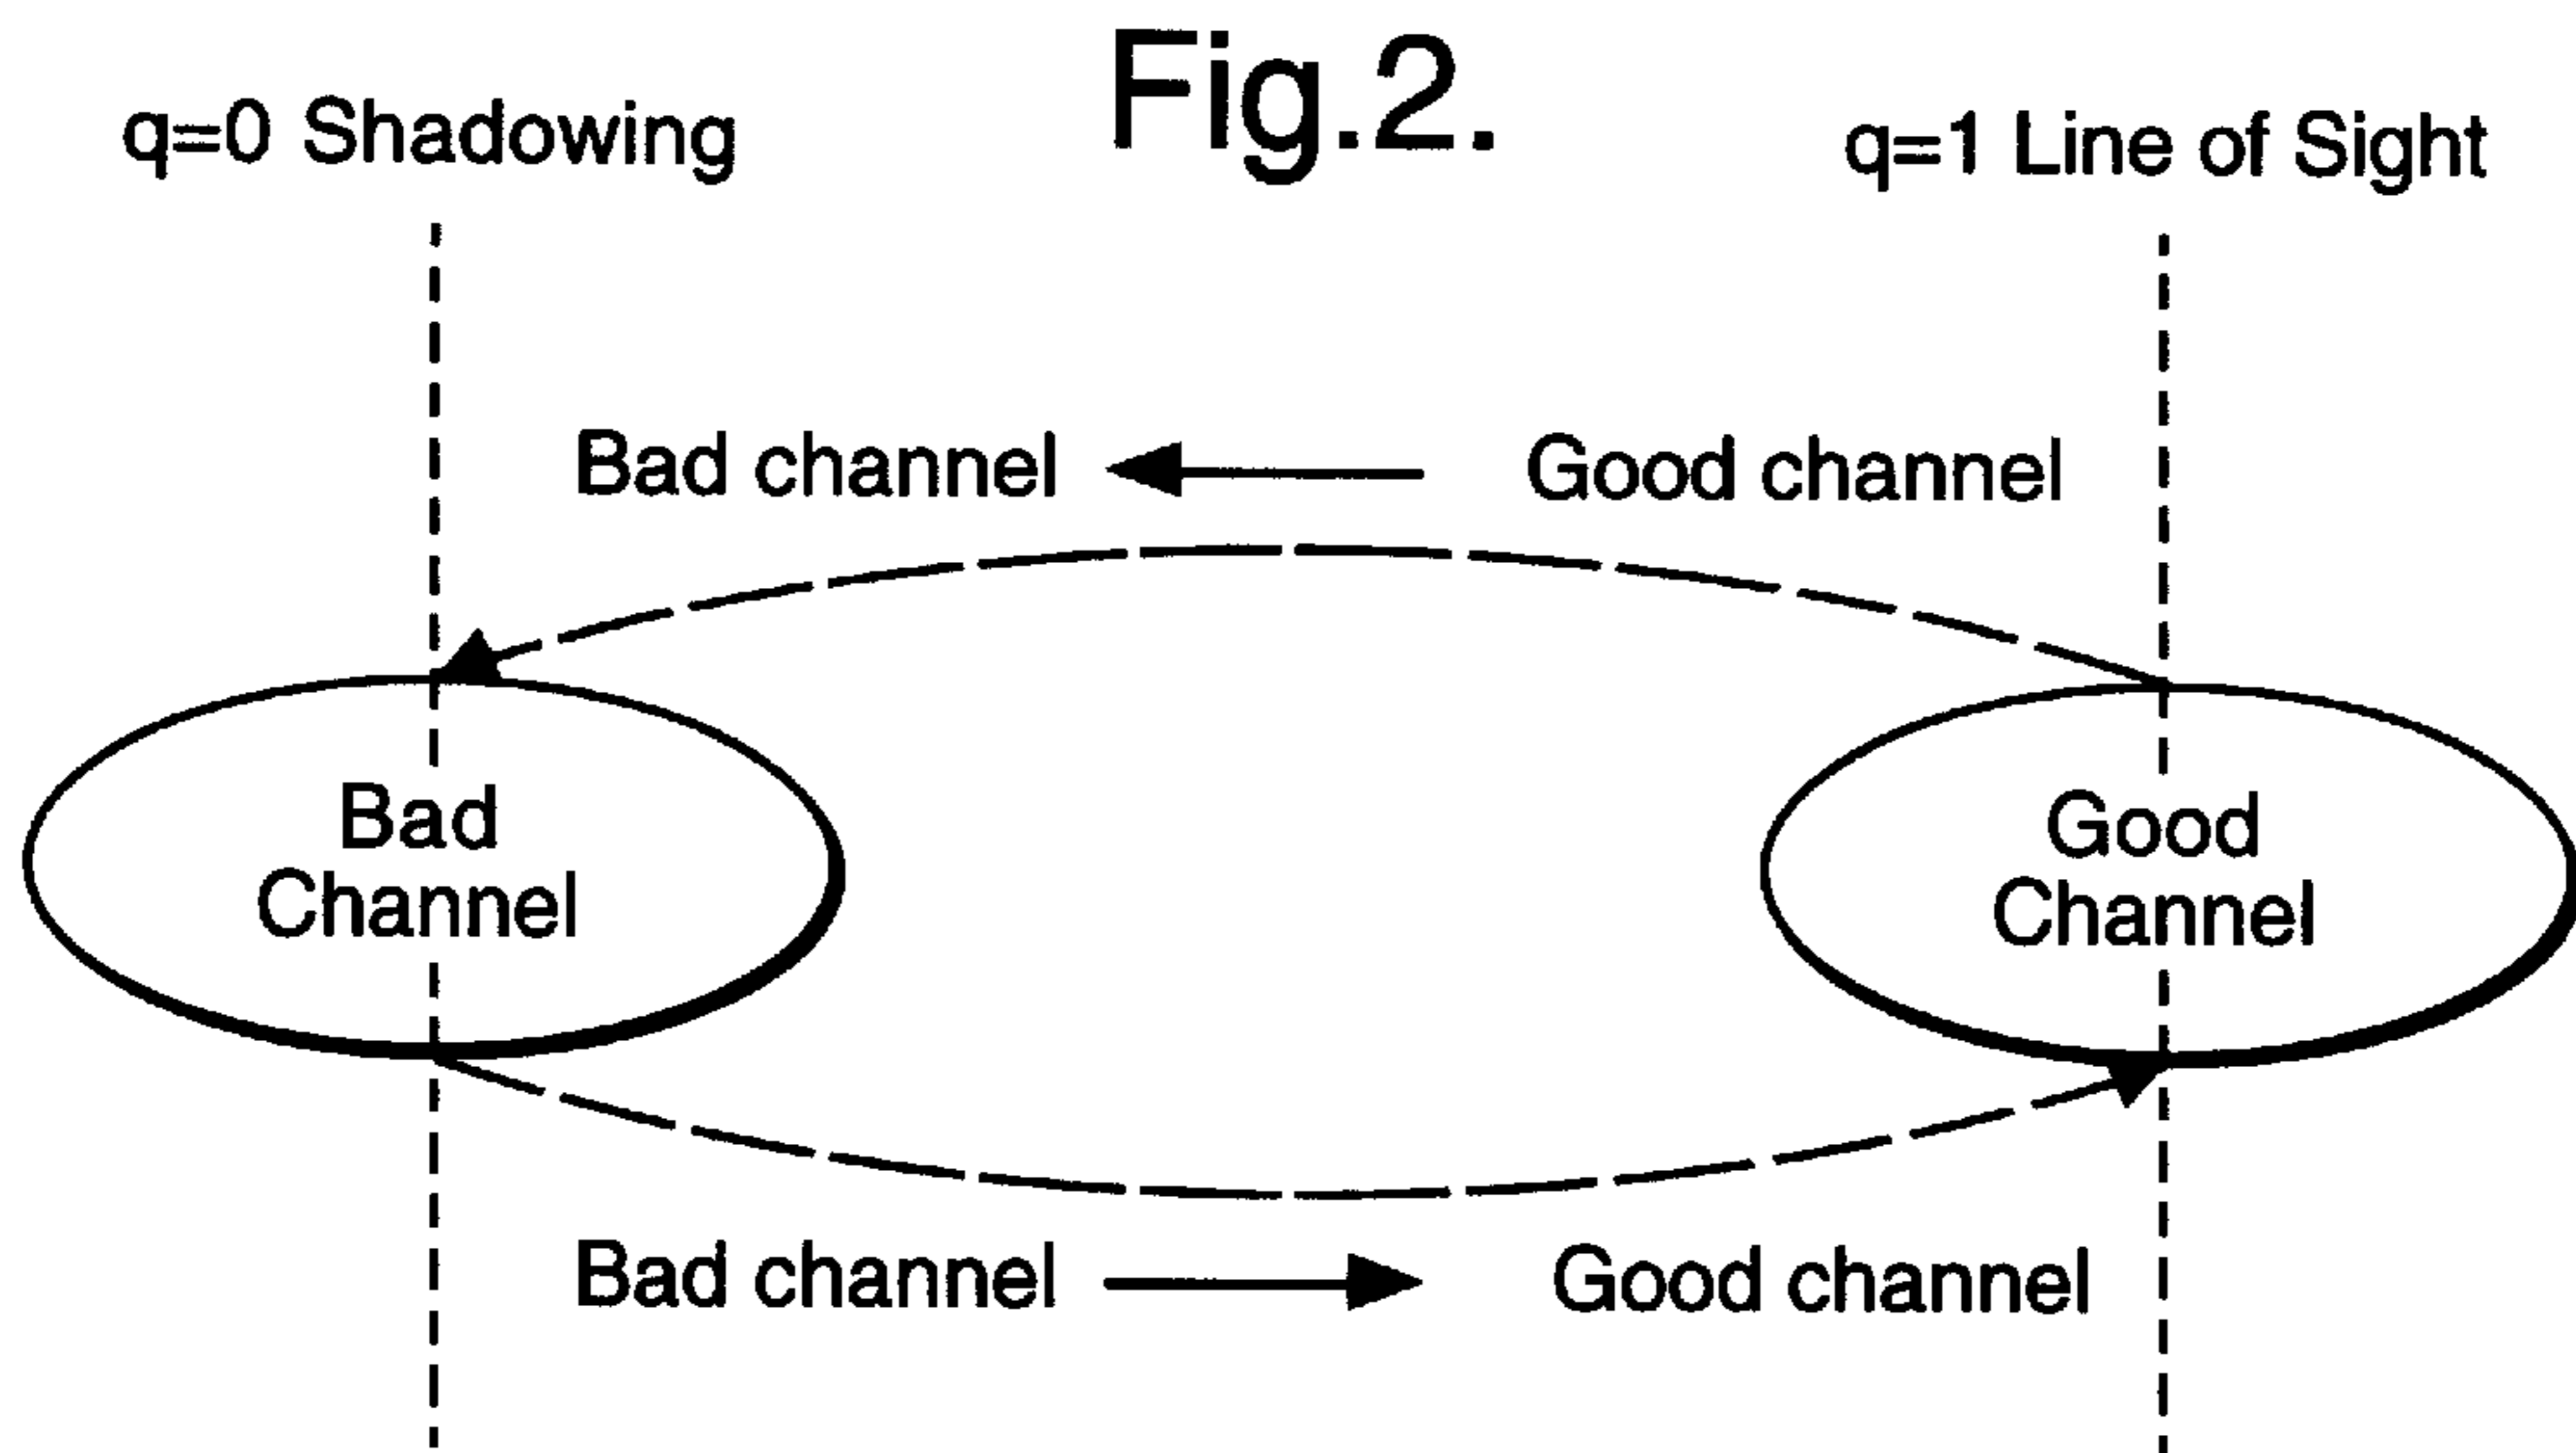 Fig.2.
q=0 Shadowing
q=1 Line of Sight
Bad channel
Good channel
Bad
Channel
Good
Channel
Bad channel
Good channel